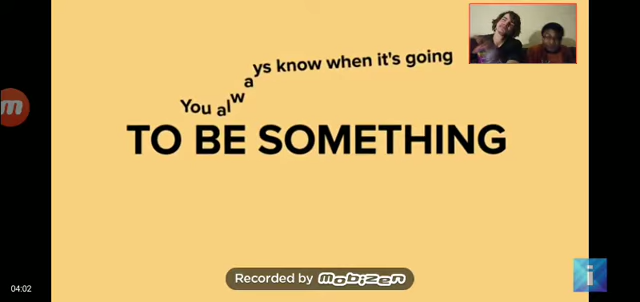 You always know when it's going
TO BE SOMETHING
Recorded by MOBIZEN
i
04:02